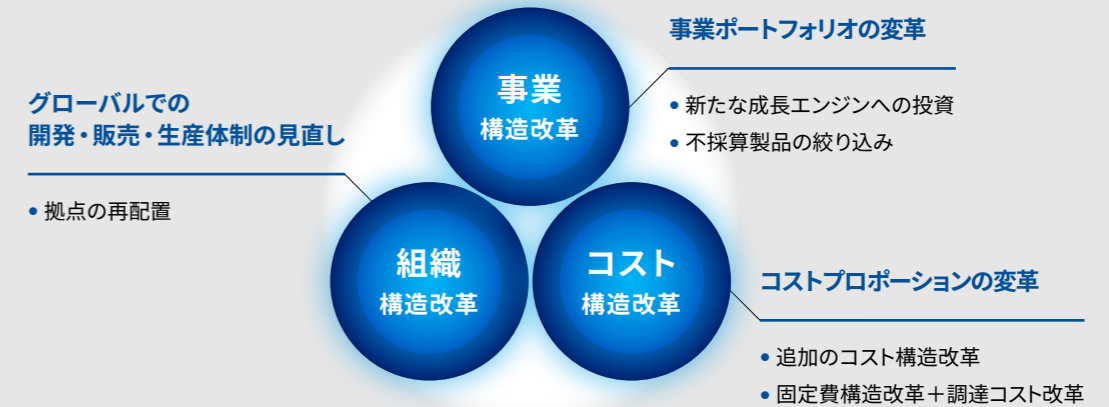 事業
構造改革
事業ポートフォリオの変革
• 新たな成長エンジンへの投資
• 不採算製品の絞り込み
グローバルでの
開発・販売・生産体制の見直し
• 拠点の再配置
組織
構造改革
コスト
構造改革
コストプロポーションの変革
• 追加のコスト構造改革
• 固定費構造改革＋調達コスト改革